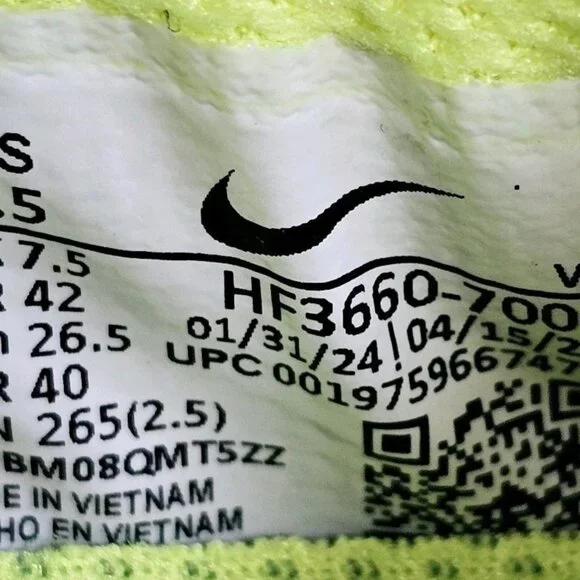 S
.5
7.5
42
26.5
40
265(2.5)
BM08QMT5ZZ
E IN VIETNAM
HO EN VIETNAM
HF3660-700
01/31/24|04/15/2
UPC 00197596674